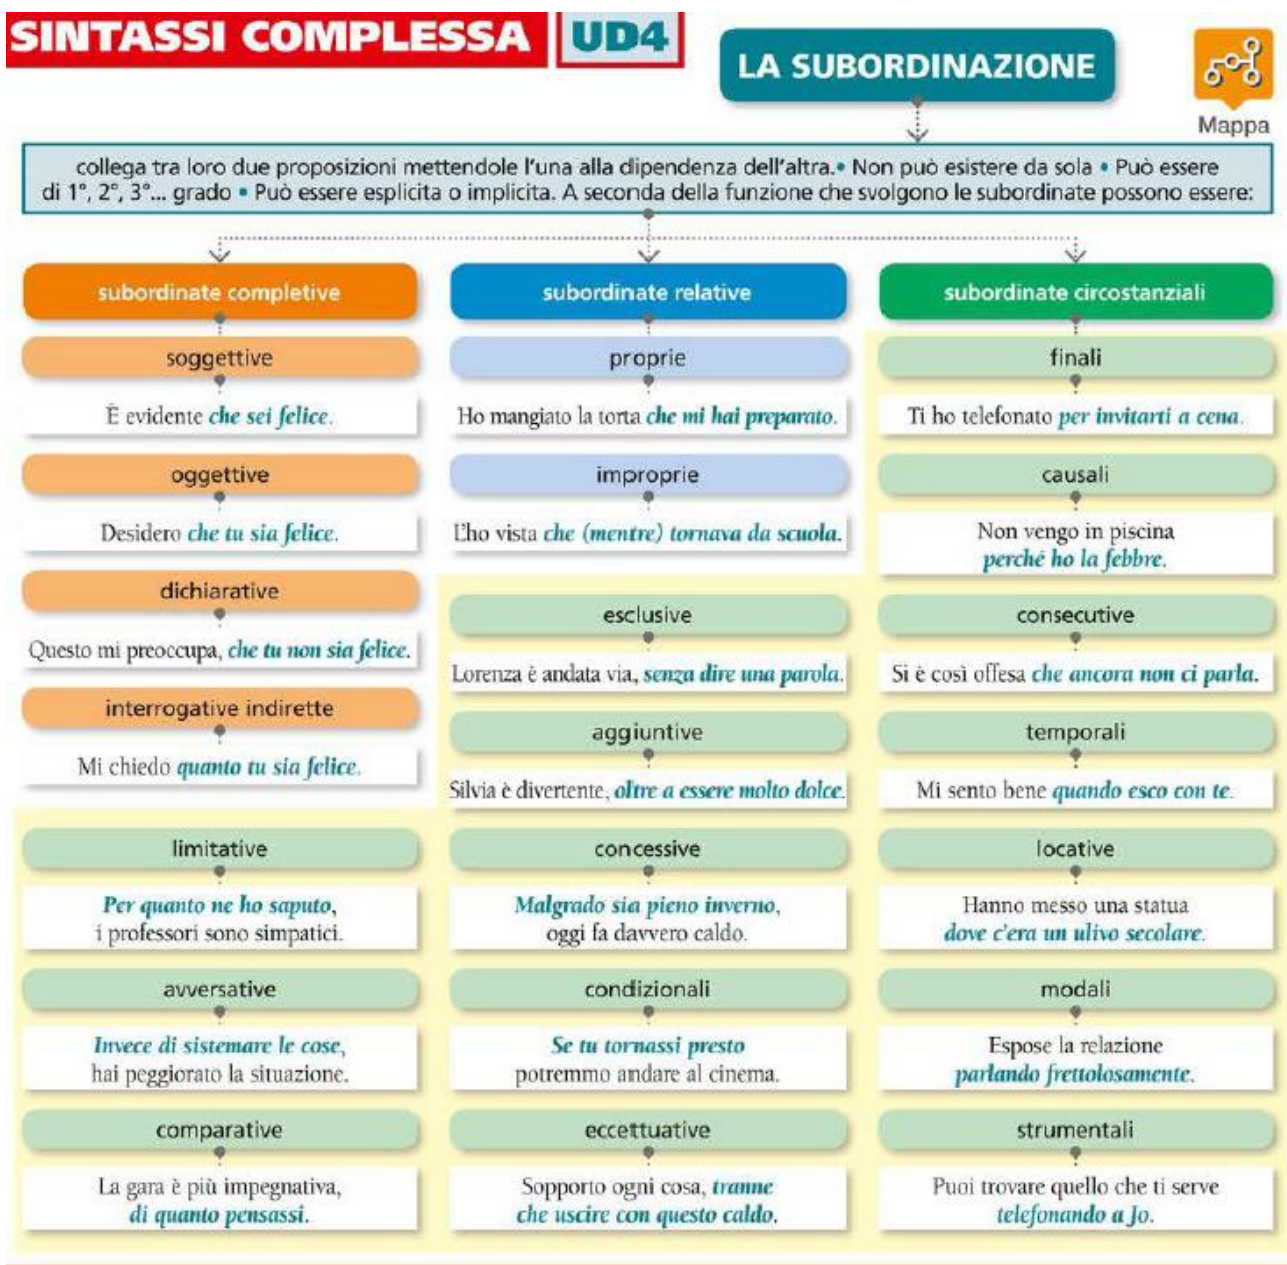 SINTASSI COMPLESSA UD4
LA SUBORDINAZIONE
Mappa
collega tra loro due proposizioni mettendole l'una alla dipendenza dell'altra.• Non può esistere da sola • Può essere
di 1°, 2°, 3°... grado • Può essere esplicita o implicita. A seconda della funzione che svolgono le subordinate possono essere:
subordinate completive
soggettive
È evidente che sei felice.
oggettive
Desidero che tu sia felice.
dichiarative
Questo mi preoccupa, che tu non sia felice.
interrogative indirette
Mi chiedo quanto tu sia felice.
subordinate relative
proprie
Ho mangiato la torta che mi hai preparato.
improprie
L'ho vista che (mentre) tornava da scuola.
subordinate circostanziali
finali
Ti ho telefonato per invitarti a cena.
causali
Non vengo in piscina
perché ho la febbre.
consecutive
Si è così offesa che ancora non ci parla.
temporali
Mi sento bene quando esco con te.
locative
Hanno messo una statua
dove c'era un ulivo secolare.
modali
Espose la relazione
parlando frettolosamente.
strumentali
Puoi trovare quello che ti serve
telefonando a Jo.
esclusive
Lorenza è andata via, senza dire una parola.
aggiuntive
Silvia è divertente, oltre a essere molto dolce.
concessive
Malgrado sia pieno inverno,
oggi fa davvero caldo.
condizionali
Se tu tornassi presto
potremmo andare al cinema.
eccettuative
Sopporto ogni cosa, tranne
che uscire con questo caldo.
limitative
Per quanto ne ho saputo,
i professori sono simpatici.
avversative
Invece di sistemare le cose,
hai peggiorato la situazione.
comparative
La gara è più impegnativa,
di quanto pensassi.